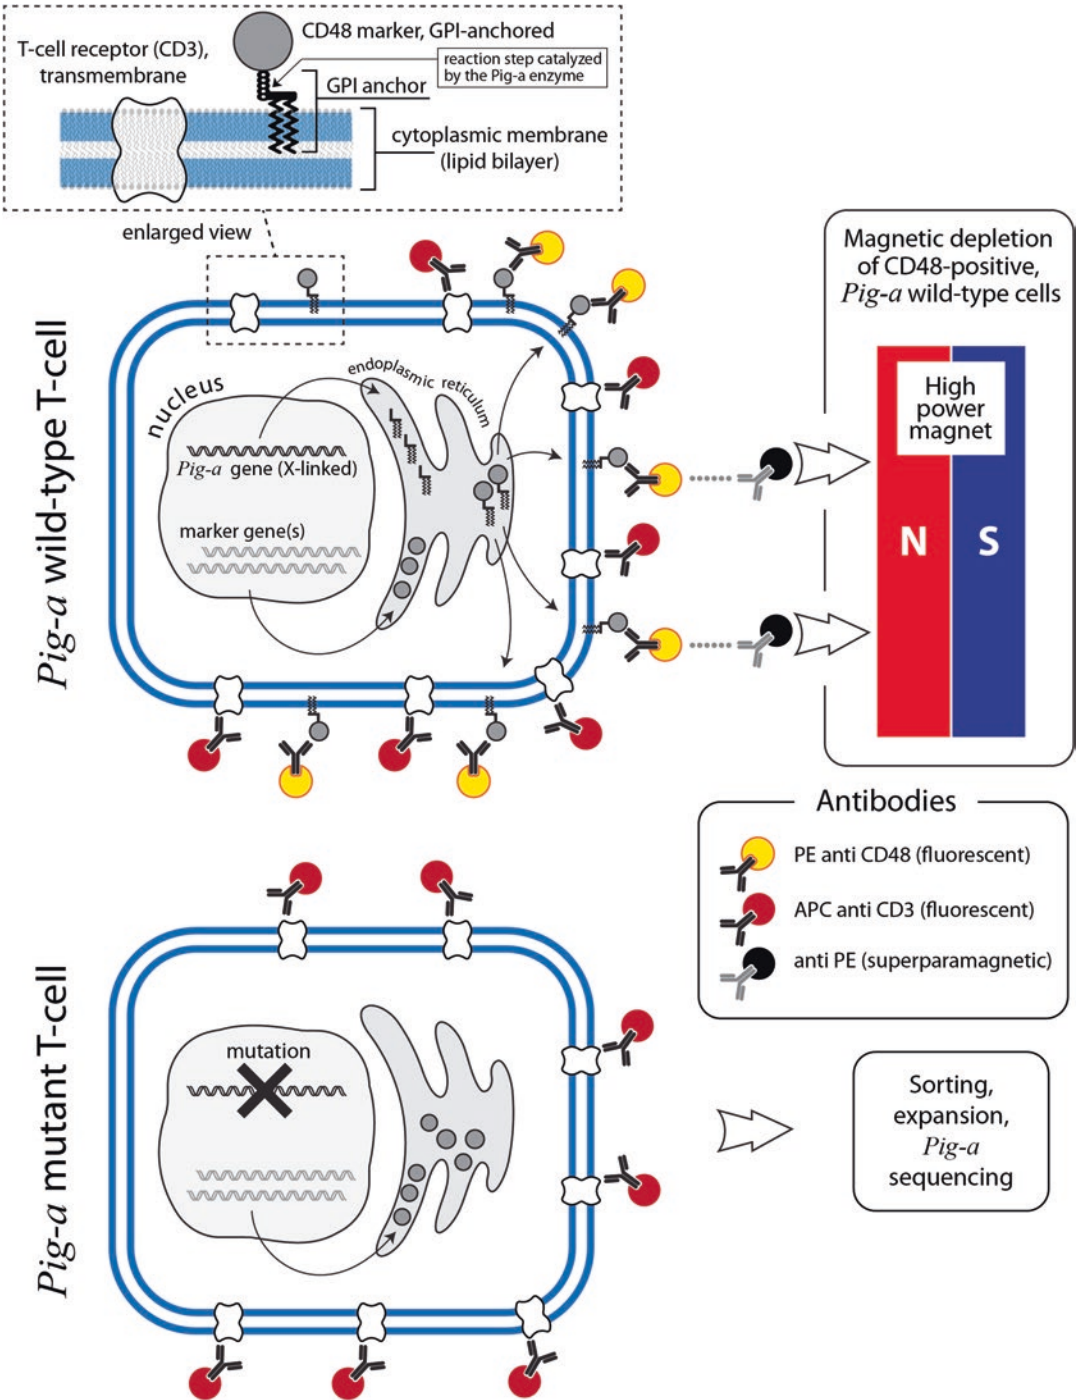 T-cell receptor (CD3),
transmembrane
CD48 marker, GPI-anchored
reaction step catalyzed
by the Pig-a enzyme
GPI anchor
cytoplasmic membrane
(lipid bilayer)
enlarged view
Pig-a wild-type T-cell
nucleus
endoplasmic reticulum
Pig-a gene (X-linked)
marker gene(s)
Magnetic depletion
of CD48-positive,
Pig-a wild-type cells
High
power
magnet
N
S
Antibodies
PE anti CD48 (fluorescent)
APC anti CD3 (fluorescent)
anti PE (superparamagnetic)
Pig-a mutant T-cell
mutation
Sorting,
expansion,
Pig-a
sequencing